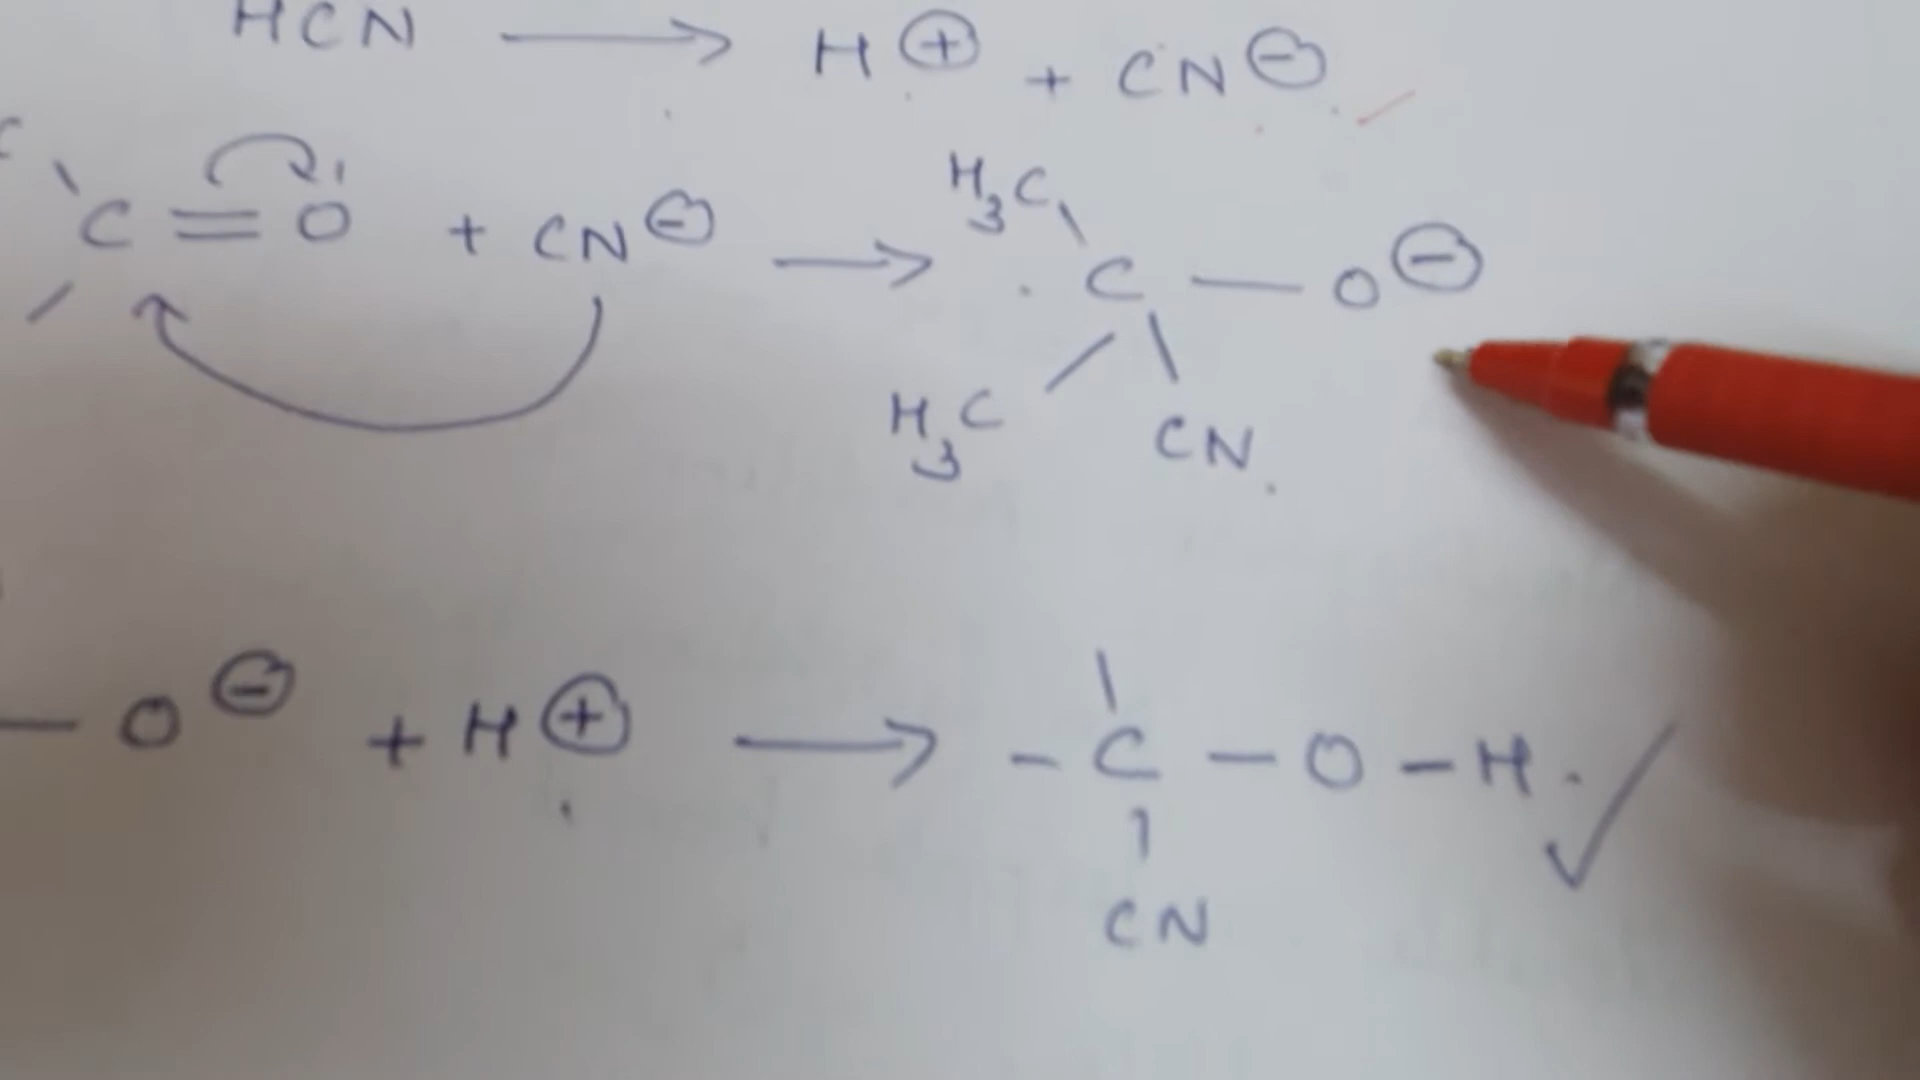 HCN → H⊕ + CN⊖
H₃C
C = O + CN⊖ → C — O⊖
H₃C CN
— O⊖ + H⊕ → – C – O – H
CN